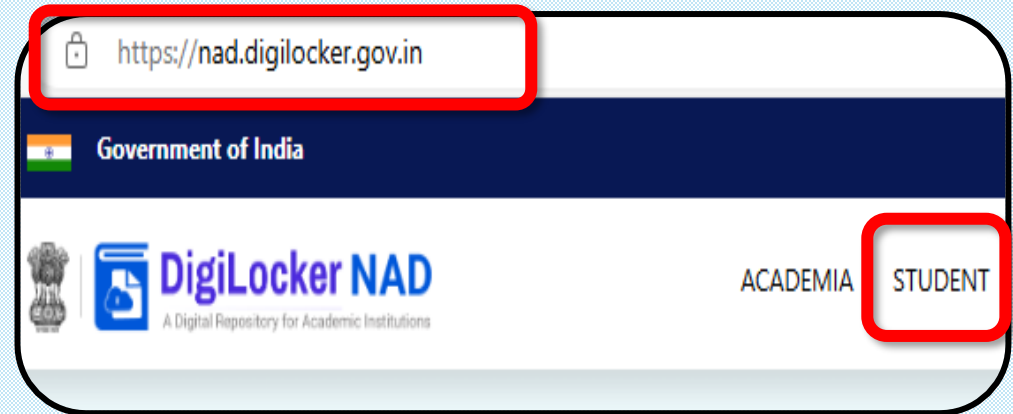 https://nad.digilocker.gov.in
Government of India
DigiLocker NAD
A Digital Repository for Academic Institutions
ACADEMIA STUDENT